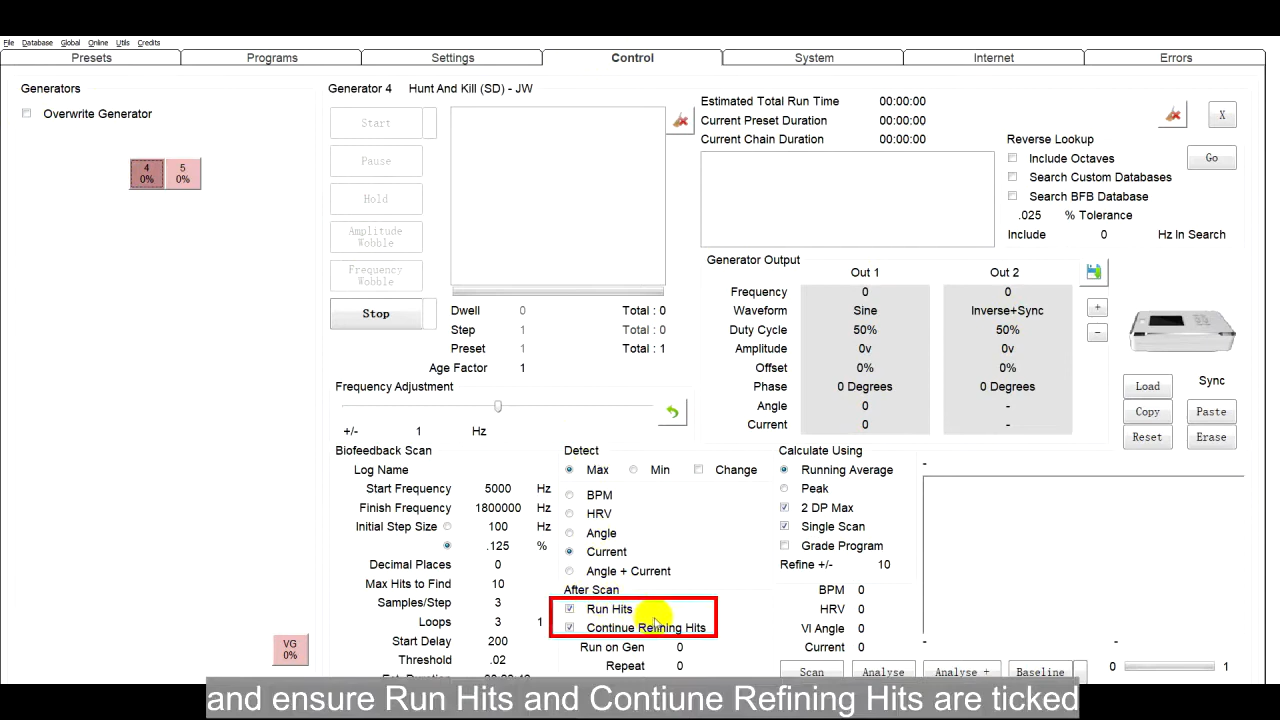 File Database Global Online Utils Credits
Presets Programs Settings Control System Internet Errors
Generators
Overwrite Generator
4
0%
5
0%
VG
0%
Generator 4 Hunt And Kill (SD) - JW
Start
Pause
Hold
Amplitude
Wobble
Frequency
Wobble
Stop
Dwell 0 Total : 0
Step 1 Total : 0
Preset 1 Total : 1
Age Factor 1
Frequency Adjustment
+/- 1 Hz
Estimated Total Run Time 00:00:00
Current Preset Duration 00:00:00
Current Chain Duration 00:00:00
X
Reverse Lookup
Include Octaves
Go
Search Custom Databases
Search BFB Database
.025 % Tolerance
Include 0 Hz In Search
Generator Output
Out 1 Out 2
Frequency 0 0
Waveform Sine Inverse+Sync
Duty Cycle 50% 50%
Amplitude 0v 0v
Offset 0% 0%
Phase 0 Degrees 0 Degrees
Angle 0 -
Current 0 -
+
-
Load Sync
Copy Paste
Reset Erase
Biofeedback Scan
Log Name
Start Frequency 5000 Hz
Finish Frequency 1800000 Hz
Initial Step Size 100 Hz
.125 %
Decimal Places 0
Max Hits to Find 10
Samples/Step 3
Loops 3 1
Start Delay 200
Threshold .02
Detect
Max Min Change
BPM
HRV
Angle
Current
Angle + Current
After Scan
Run Hits
Continue Refining Hits
Run on Gen 0
Repeat 0
Calculate Using
Running Average
Peak
2 DP Max
Single Scan
Grade Program
Refine +/- 10
BPM 0
HRV 0
VI Angle 0
Current 0
-
- -
0 1
Scan Analyse Analyse + Baseline
and ensure Run Hits and Contiune Refining Hits are ticked